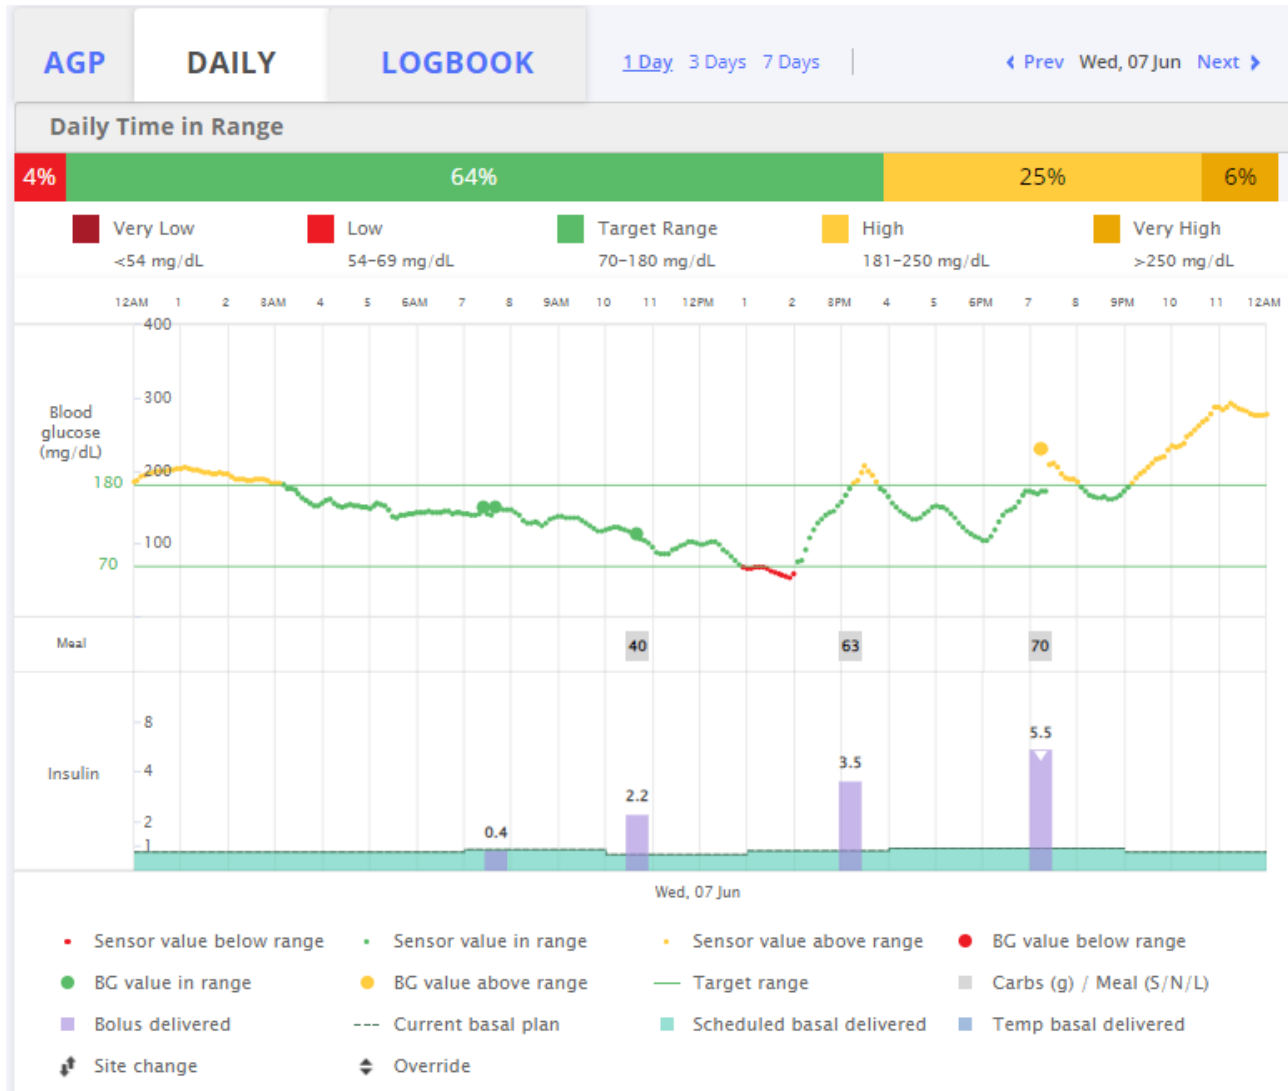 AGP DAILY LOGBOOK 1 Day 3 Days 7 Days Prev Wed, 07 Jun Next
Daily Time in Range
4% 64% 25% 6%
Very Low Low Target Range High Very High
<54 mg/dL 54-69 mg/dL 70-180 mg/dL 181-250 mg/dL >250 mg/dL
12AM 1 2 3AM 4 5 6AM 7 8 9AM 10 11 12PM 1 2 3PM 4 5 6PM 7 8 9PM 10 11 12AM
400
300
Blood
glucose
(mg/dL)
200
180
100
70
Meal 40 63 70
8
5.5
3.5
Insulin 4
2.2
2
0.4
1
Wed, 07 Jun
Sensor value below range Sensor value in range Sensor value above range BG value below range
BG value in range BG value above range Target range Carbs (g) / Meal (S/N/L)
Bolus delivered Current basal plan Scheduled basal delivered Temp basal delivered
Site change Override